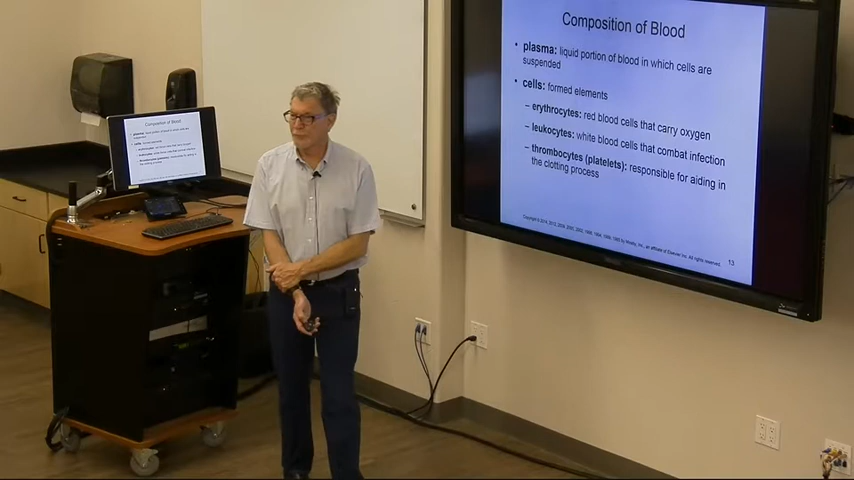 Composition of Blood
• plasma: liquid portion of blood in which cells are
suspended
• cells: formed elements
– erythrocytes: red blood cells that carry oxygen
– leukocytes: white blood cells that combat infection
– thrombocytes (platelets): responsible for aiding in
the clotting process
13
Composition of Blood